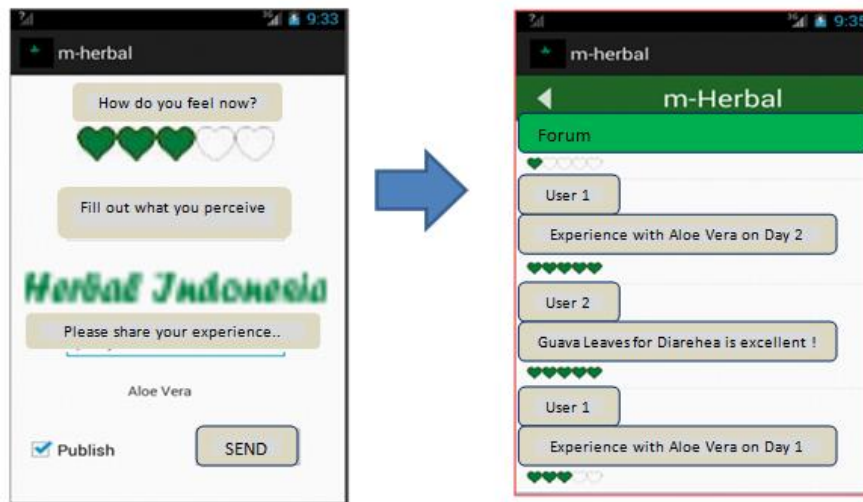 9:33
m-herbal
How do you feel now?
Fill out what you perceive
Herbal Indonesia
Please share your experience..
Aloe Vera
Publish
SEND
9:35
m-herbal
m-Herbal
Forum
User 1
Experience with Aloe Vera on Day 2
User 2
Guava Leaves for Diarehea is excellent !
User 1
Experience with Aloe Vera on Day 1